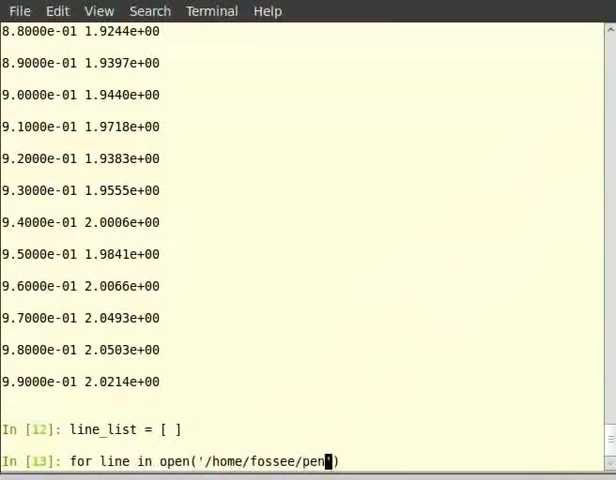 File Edit View Search Terminal Help
8.8000e-01 1.9244e+00
8.9000e-01 1.9397e+00
9.0000e-01 1.9440e+00
9.1000e-01 1.9718e+00
9.2000e-01 1.9383e+00
9.3000e-01 1.9555e+00
9.4000e-01 2.0006e+00
9.5000e-01 1.9841e+00
9.6000e-01 2.0066e+00
9.7000e-01 2.0493e+00
9.8000e-01 2.0503e+00
9.9000e-01 2.0214e+00
In [12]: line_list = [ ]
In [13]: for line in open('/home/fossee/pen')